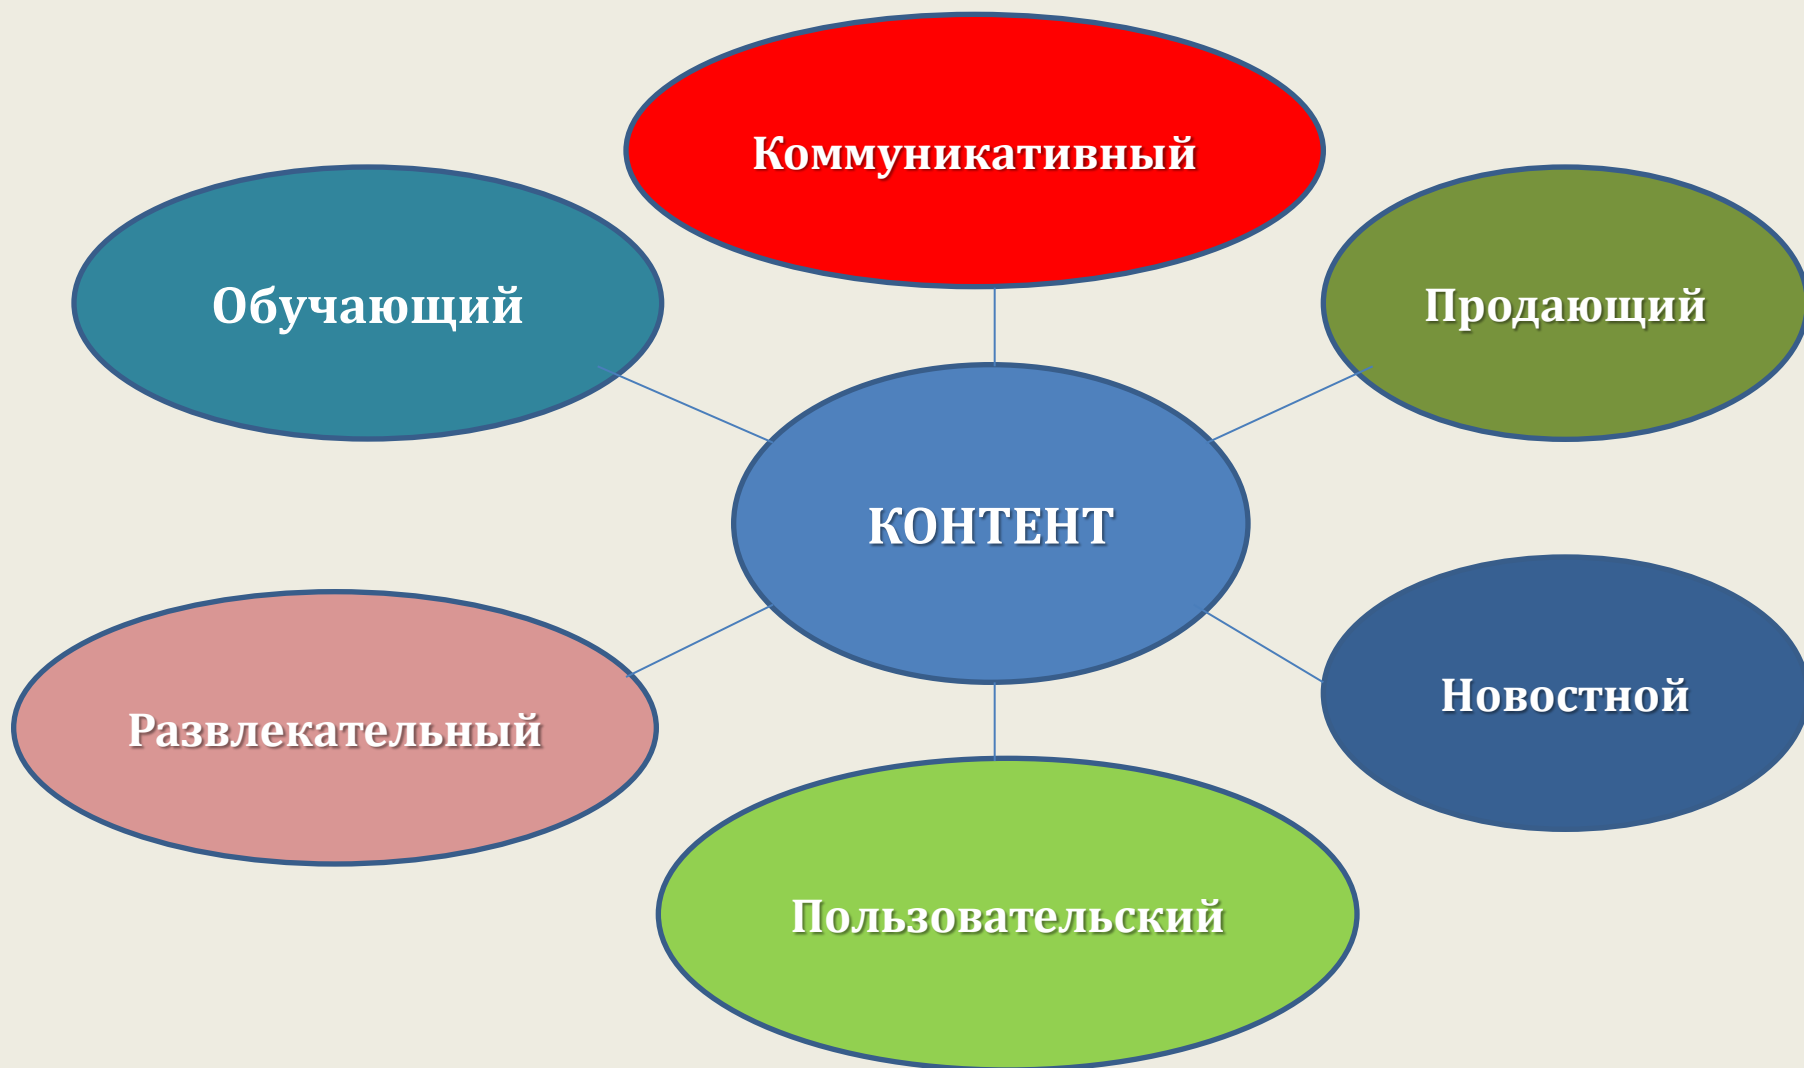 Коммуникативный
Обучающий
Продающий
КОНТЕНТ
Развлекательный
Новостной
Пользовательский